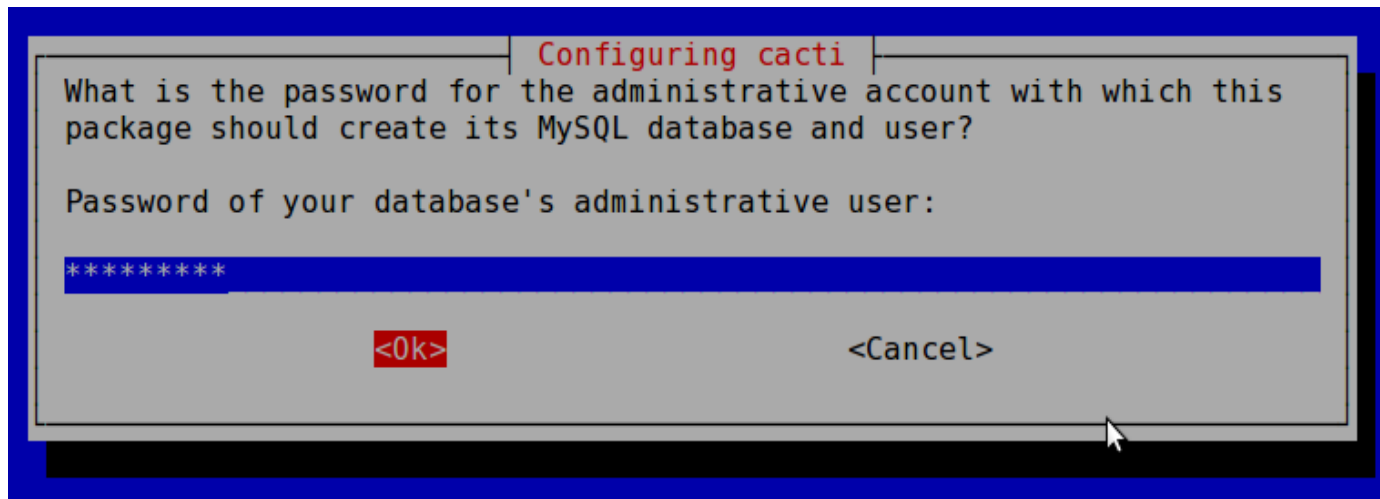 Configuring cacti
What is the password for the administrative account with which this
package should create its MySQL database and user?
Password of your database's administrative user:
*********
<Ok> <Cancel>